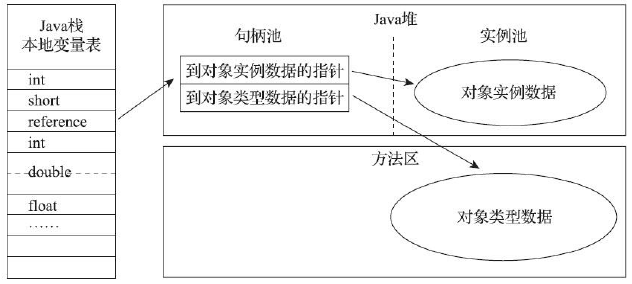 Java栈
本地变量表
int
short
reference
int
double
float
……
Java堆
句柄池
实例池
到对象实例数据的指针
到对象类型数据的指针
对象实例数据
方法区
对象类型数据